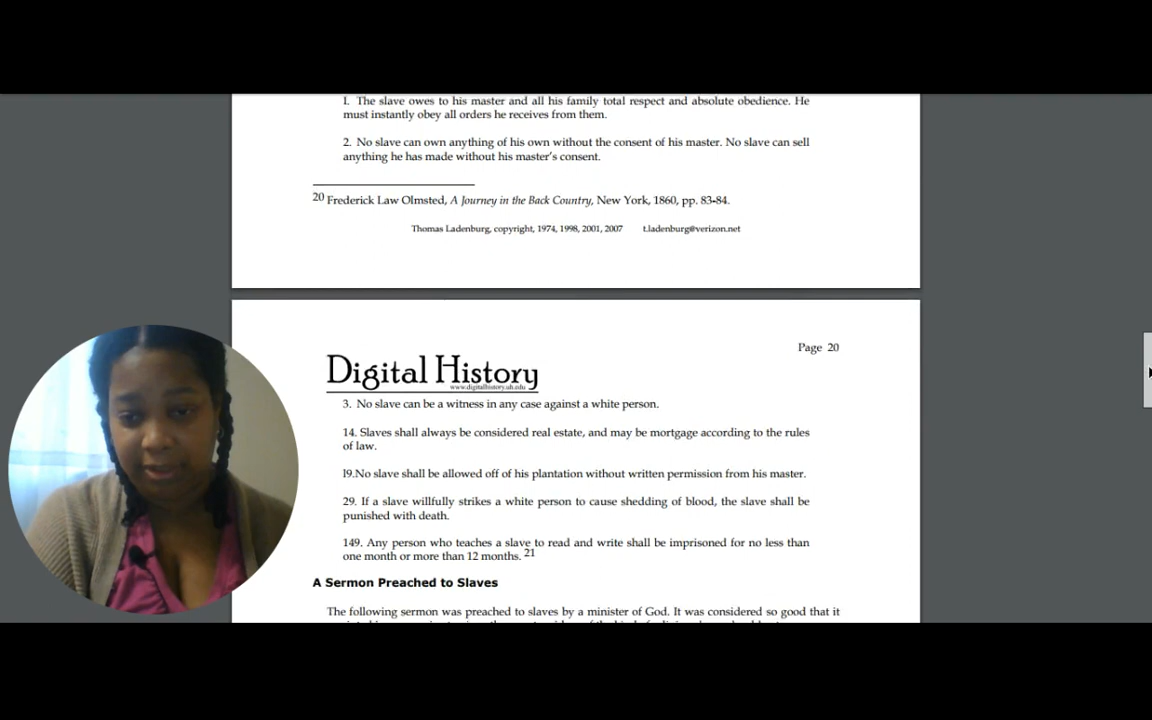 1. The slave owes to his master and all his family total respect and absolute obedience. He
must instantly obey all orders he receives from them.
2. No slave can own anything of his own without the consent of his master. No slave can sell
anything he has made without his master's consent.
20 Frederick Law Olmsted, A Journey in the Back Country, New York, 1860, pp. 83-84.
Thomas Ladenburg, copyright, 1974, 1998, 2001, 2007 t.ladenburg@verizon.net
Page 20
Digital History
www.digitalhistory.uh.edu
3. No slave can be a witness in any case against a white person.
14. Slaves shall always be considered real estate, and may be mortgage according to the rules
of law.
19.No slave shall be allowed off of his plantation without written permission from his master.
29. If a slave willfully strikes a white person to cause shedding of blood, the slave shall be
punished with death.
149. Any person who teaches a slave to read and write shall be imprisoned for no less than
one month or more than 12 months. 21
A Sermon Preached to Slaves
The following sermon was preached to slaves by a minister of God. It was considered so good that it